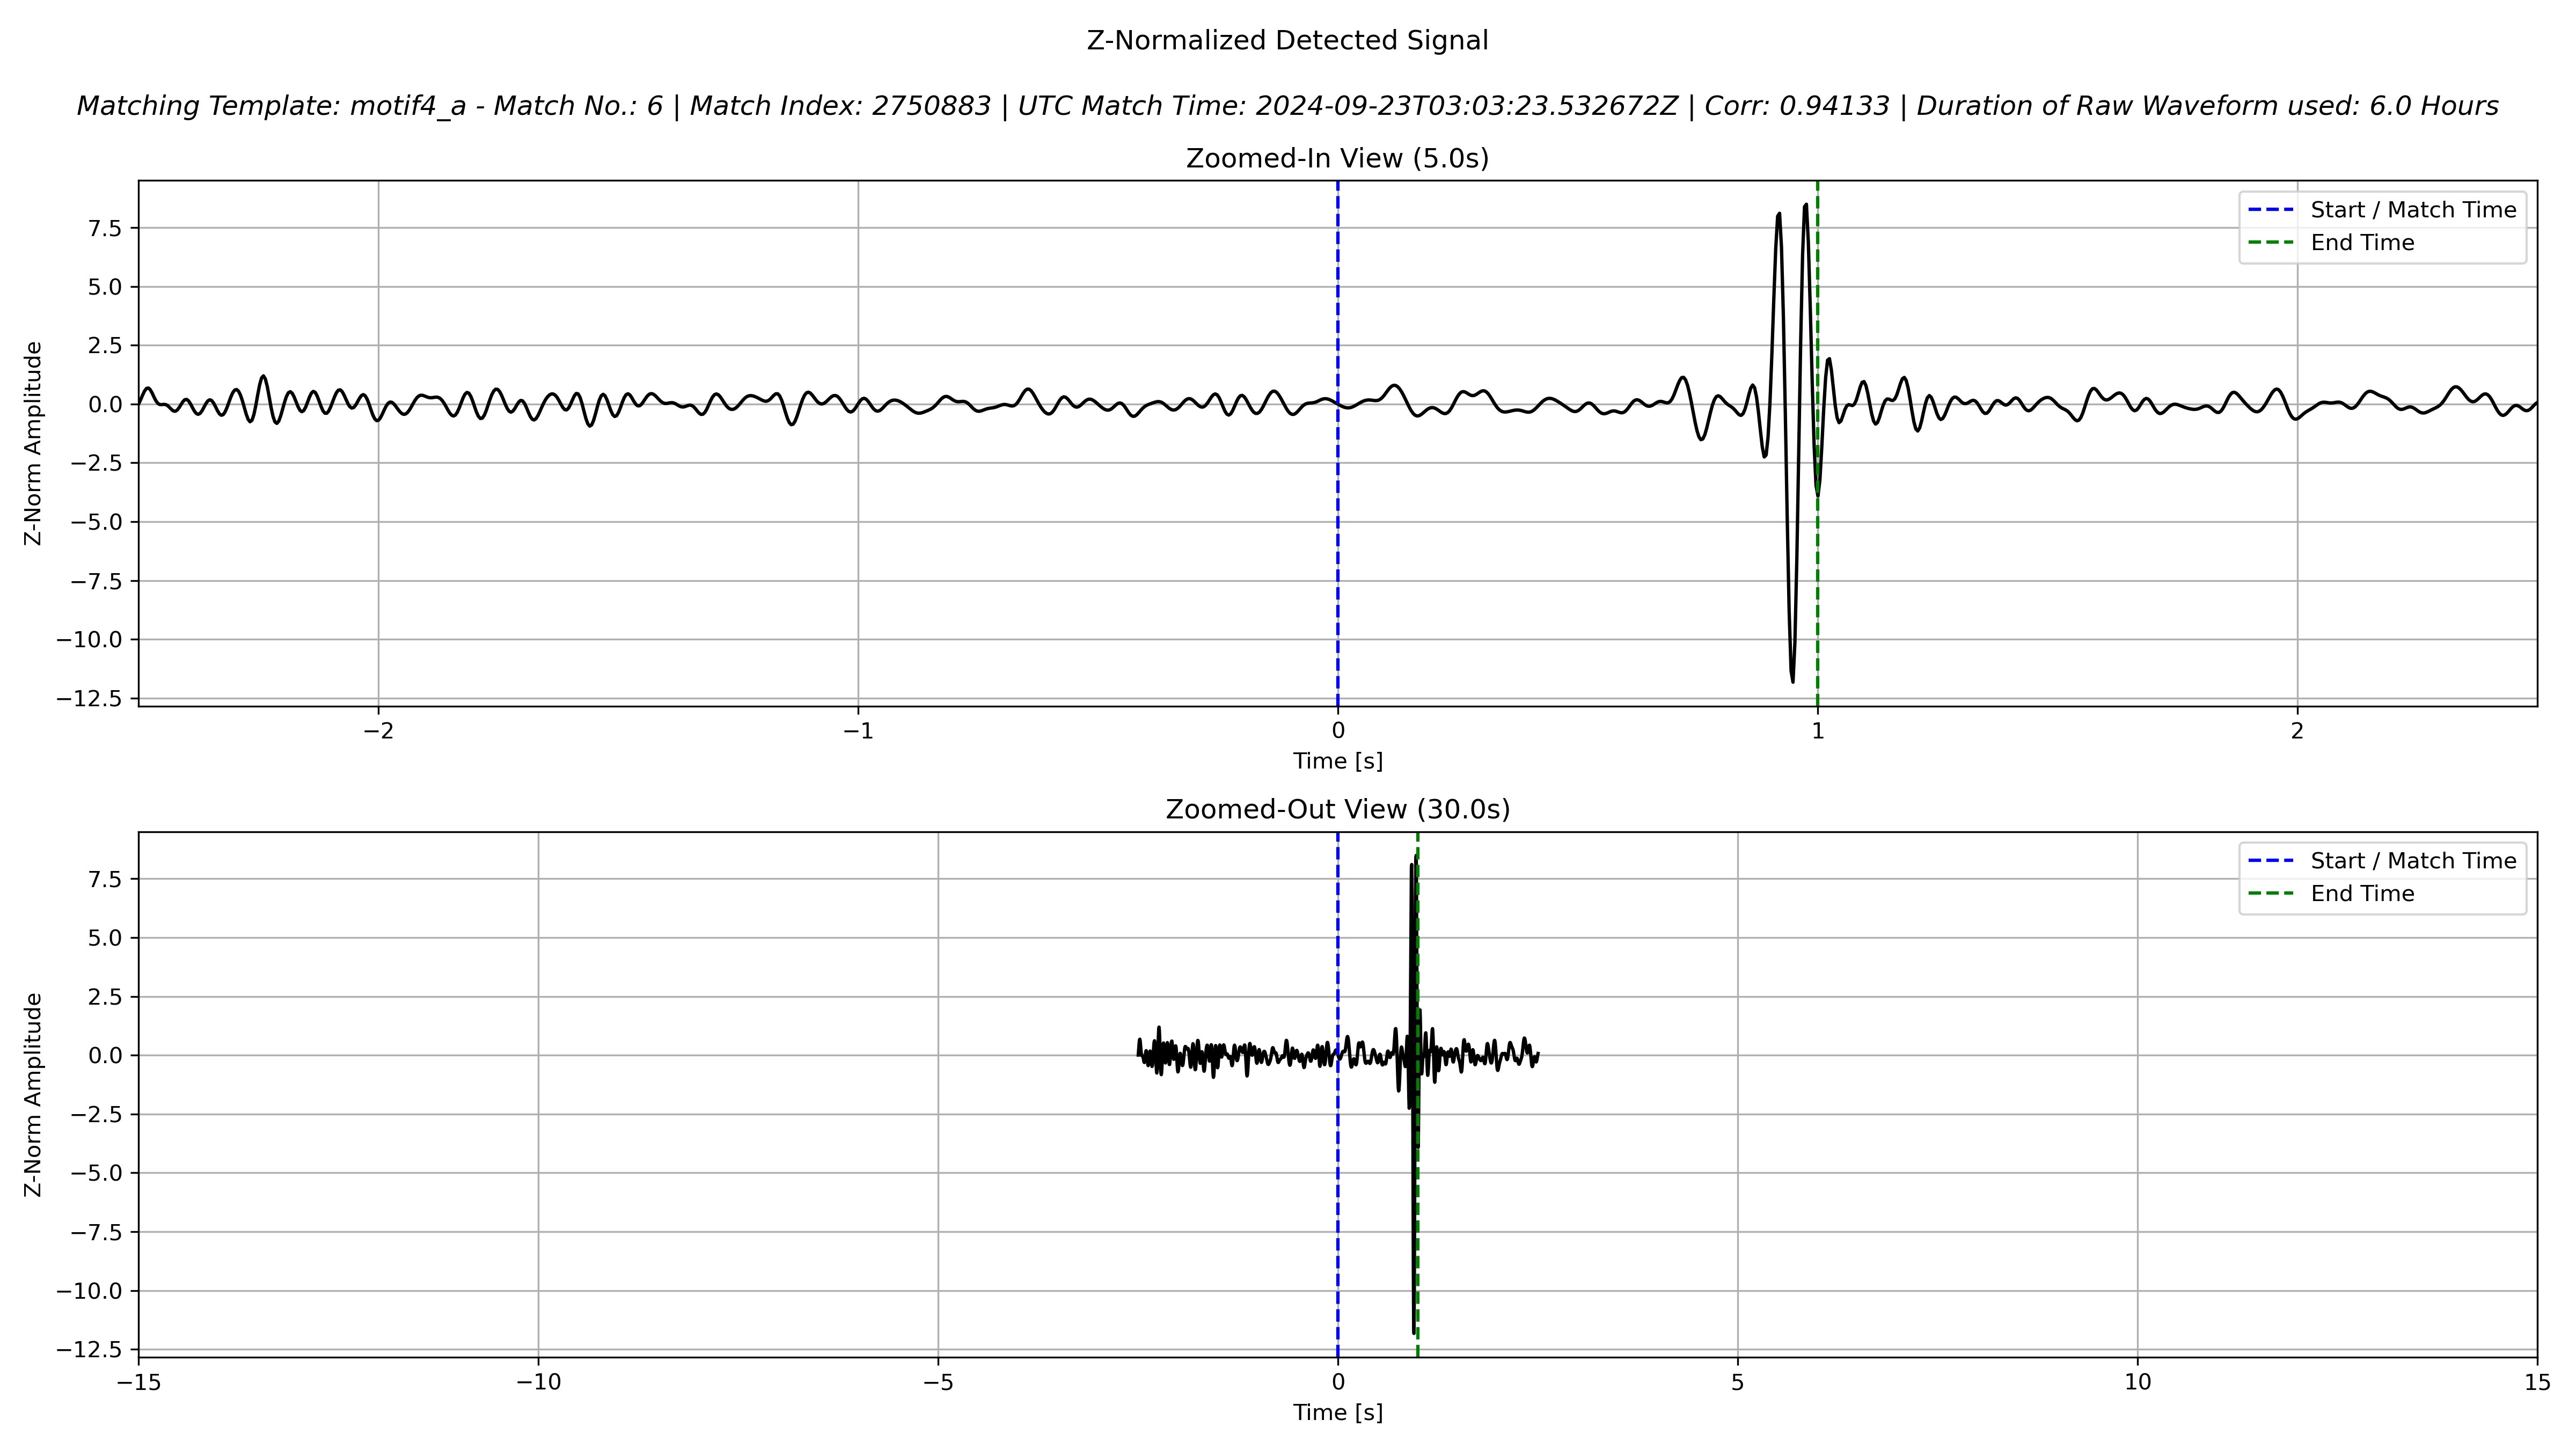 Z-Normalized Detected Signal
Matching Template: motif4_a - Match No.: 6 | Match Index: 2750883 | UTC Match Time: 2024-09-23T03:03:23.532672Z | Corr: 0.94133 | Duration of Raw Waveform used: 6.0 Hours
Zoomed-In View (5.0s)
Z-Norm Amplitude
7.5
5.0
2.5
0.0
−2.5
−5.0
−7.5
−10.0
−12.5
Start / Match Time
End Time
−2 −1 0 1 2
Time [s]
Zoomed-Out View (30.0s)
Z-Norm Amplitude
7.5
5.0
2.5
0.0
−2.5
−5.0
−7.5
−10.0
−12.5
Start / Match Time
End Time
−15 −10 −5 0 5 10 15
Time [s]